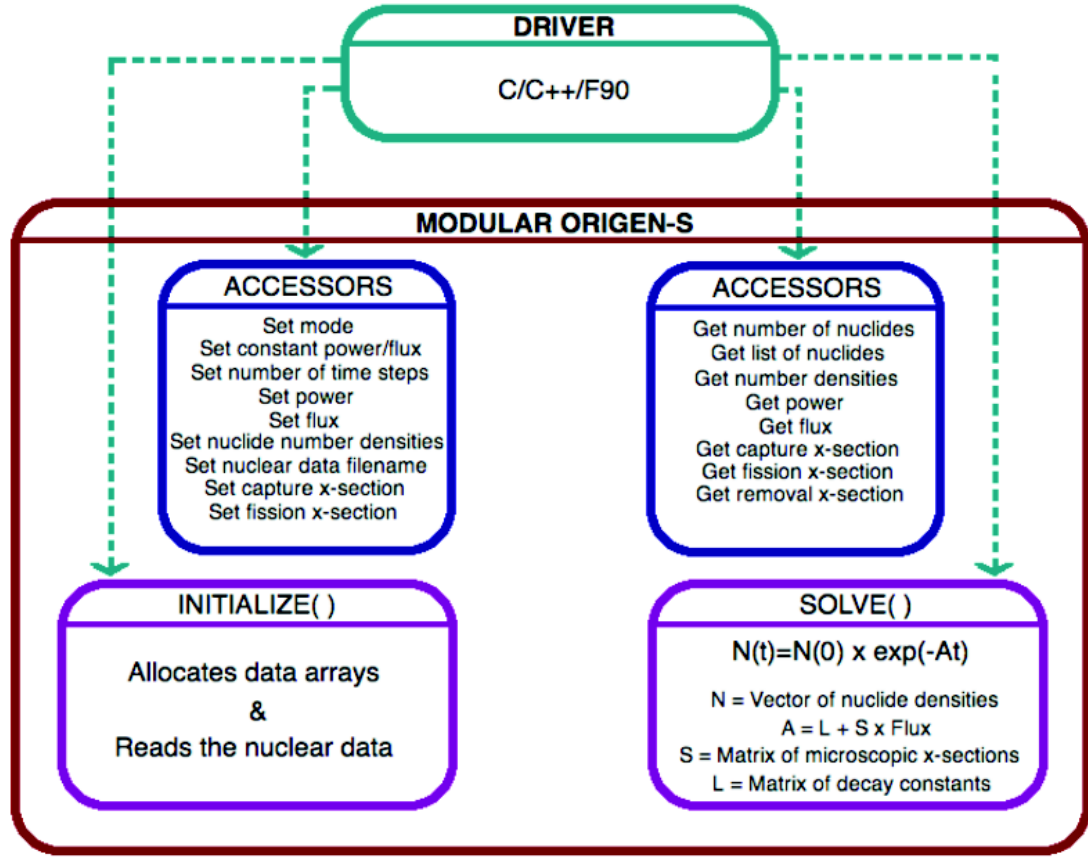 DRIVER
C/C++/F90
MODULAR ORIGEN-S
ACCESSORS
Set mode
Set constant power/flux
Set number of time steps
Set power
Set flux
Set nuclide number densities
Set nuclear data filename
Set capture x-section
Set fission x-section
ACCESSORS
Get number of nuclides
Get list of nuclides
Get number densities
Get power
Get flux
Get capture x-section
Get fission x-section
Get removal x-section
INITIALIZE( )
Allocates data arrays
&
Reads the nuclear data
SOLVE( )
N(t)=N(0) x exp(-At)
N = Vector of nuclide densities
A = L + S x Flux
S = Matrix of microscopic x-sections
L = Matrix of decay constants